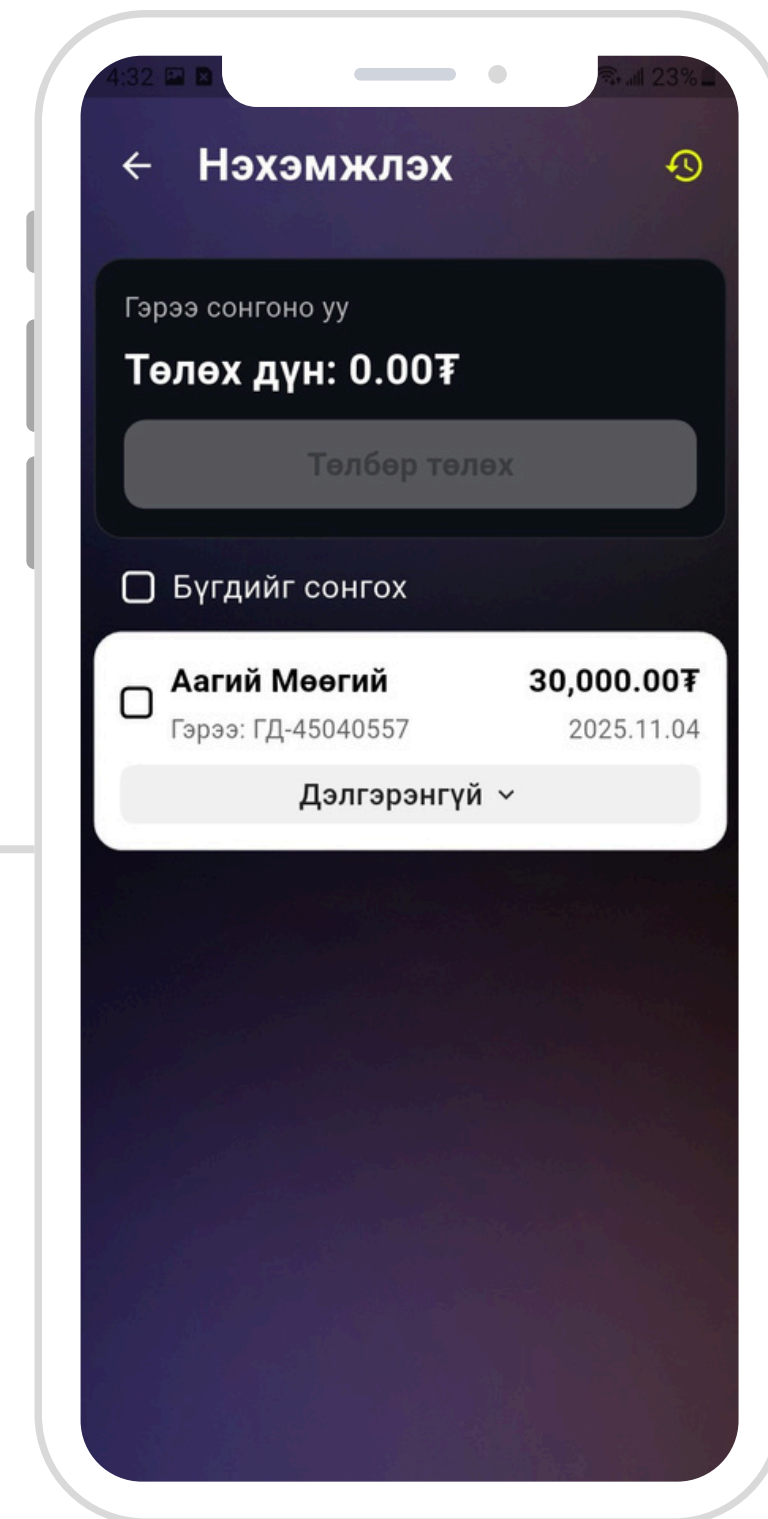 4:32 23%
Нэхэмжлэх
Гэрээ сонгоно уу
Төлөх дүн: 0.00₮
Төлбөр төлөх
Бүгдийг сонгох
Аагий Мөөгий 30,000.00₮
Гэрээ: ГД-45040557 2025.11.04
Дэлгэрэнгүй